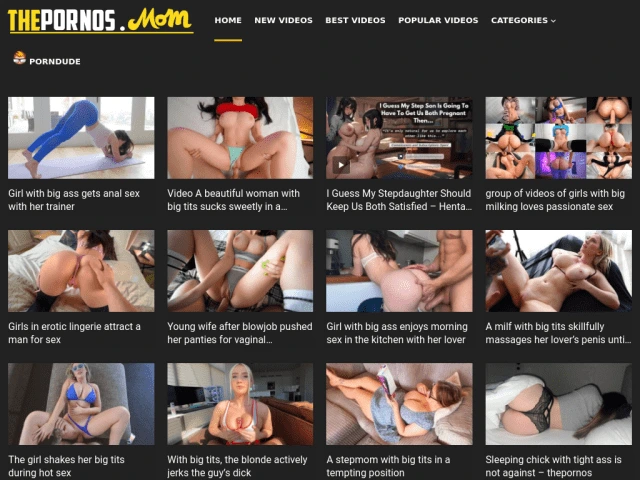 THEPORNOS.Mom
HOME NEW VIDEOS BEST VIDEOS POPULAR VIDEOS CATEGORIES
PORNDUDE
I Guess My Step Son Is Going To
Have To Get Us Both Pregnant
Then...
Girl with big ass gets anal sex
with her trainer
Video A beautiful woman with
big tits sucks sweetly in a...
I Guess My Stepdaughter Should
Keep Us Both Satisfied – Henta...
group of videos of girls with big
milking loves passionate sex
Girls in erotic lingerie attract a
man for sex
Young wife after blowjob pushed
her panties for vaginal...
Girl with big ass enjoys morning
sex in the kitchen with her lover
A milf with big tits skillfully
massages her lover's penis unti...
The girl shakes her big tits
during hot sex
With big tits, the blonde actively
jerks the guy's dick
A stepmom with big tits in a
tempting position
Sleeping chick with tight ass is
not against – thepornos